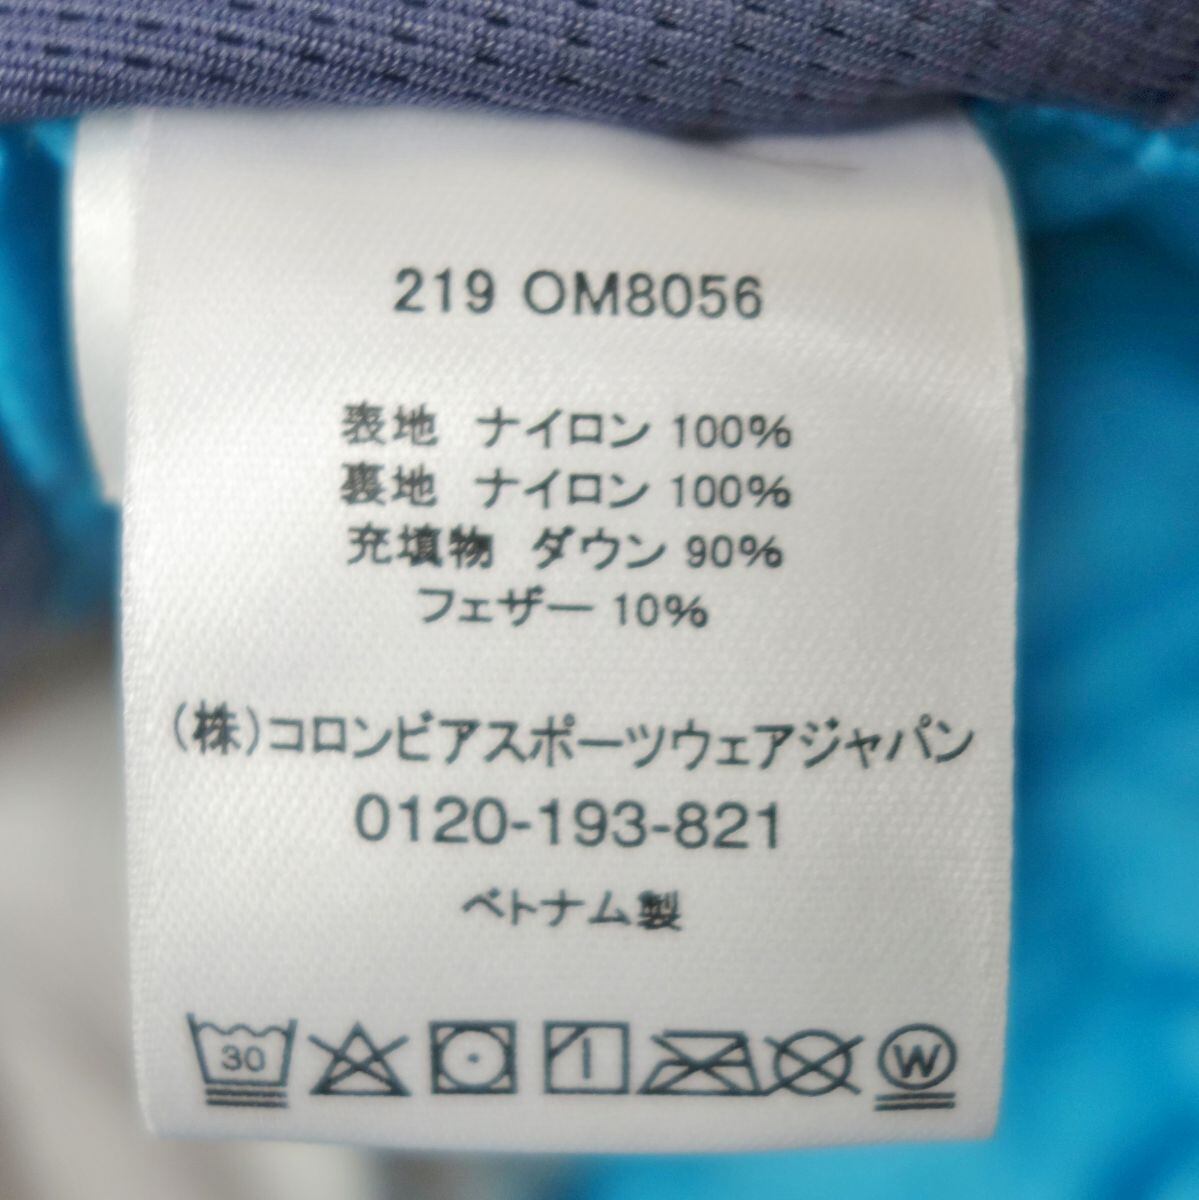 219 OM8056
表地 ナイロン 100%
裏地 ナイロン 100%
充填物 ダウン 90%
フェザー 10%
(株)コロンビアスポーツウェアジャパン
0120-193-821
ベトナム製
30 W